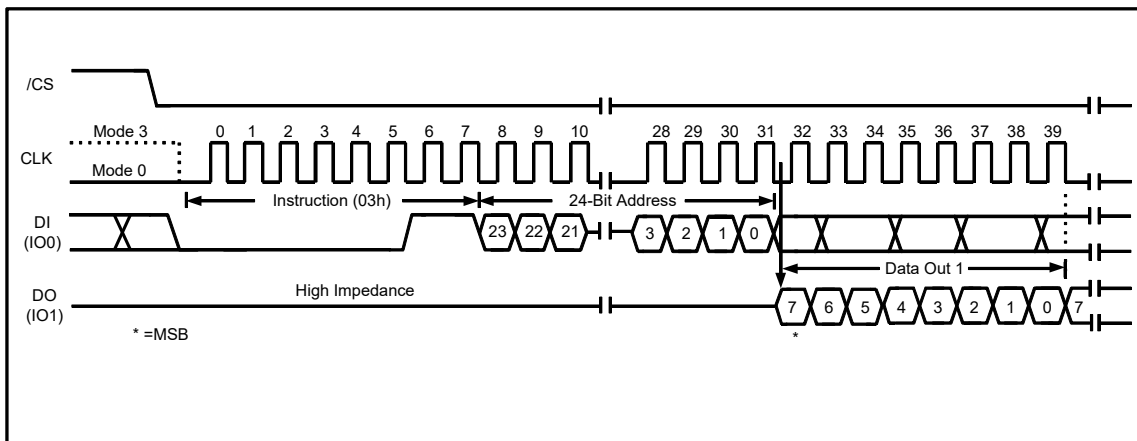 /CS
Mode 3
0 1 2 3 4 5 6 7 8 9 10 28 29 30 31 32 33 34 35 36 37 38 39
CLK
Mode 0
Instruction (03h) 24-Bit Address
DI
(IO0)
23 22 21 3 2 1 0
Data Out 1
High Impedance
DO
(IO1)
7 6 5 4 3 2 1 0 7
* =MSB
*